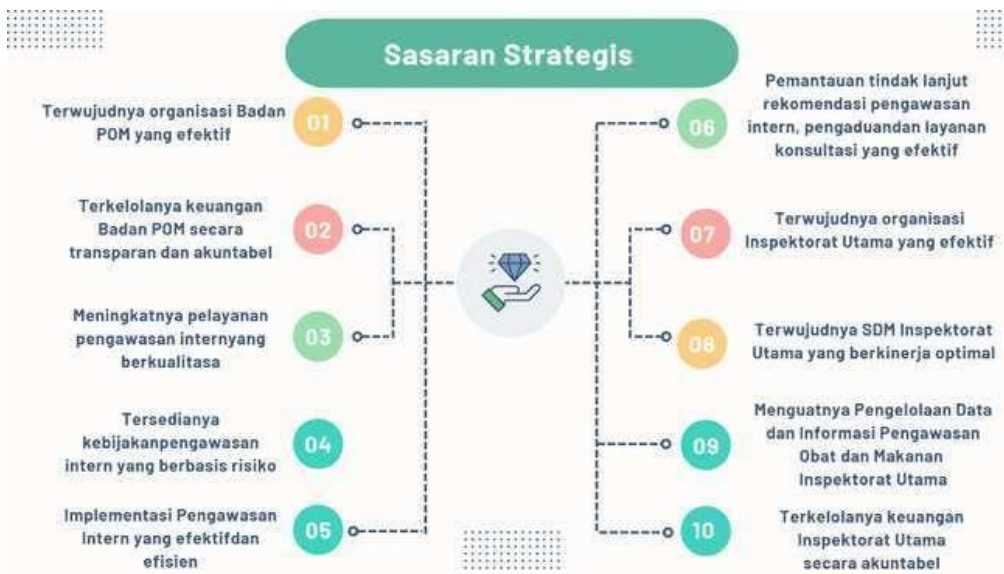 Sasaran Strategis
Terwujudnya organisasi Badan
POM yang efektif
01
Terkelolanya keuangan
Badan POM secara
transparan dan akuntabel
02
Meningkatnya pelayanan
pengawasan internyang
berkualitasa
03
Tersedianya
kebijakanpengawasan
intern yang berbasis risiko
04
Implementasi Pengawasan
Intern yang efektifdan
efisien
05
06
Pemantauan tindak lanjut
rekomendasi pengawasan
intern, pengaduandan layanan
konsultasi yang efektif
07
Terwujudnya organisasi
Inspektorat Utama yang efektif
08
Terwujudnya SDM Inspektorat
Utama yang berkinerja optimal
09
Menguatnya Pengelolaan Data
dan Informasi Pengawasan
Obat dan Makanan
Inspektorat Utama
10
Terkelolanya keuangan
Inspektorat Utama
secara akuntabel